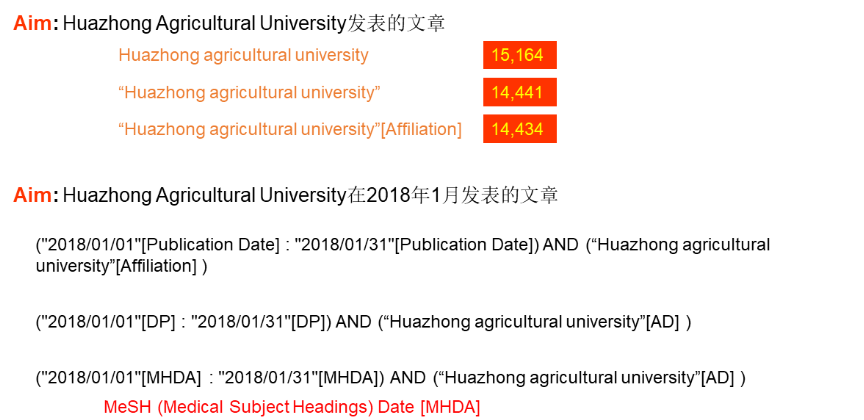 Aim: Huazhong Agricultural University发表的文章
Huazhong agricultural university 15,164
“Huazhong agricultural university” 14,441
“Huazhong agricultural university”[Affiliation] 14,434
Aim: Huazhong Agricultural University在2018年1月发表的文章
("2018/01/01"[Publication Date] : "2018/01/31"[Publication Date]) AND (“Huazhong agricultural
university”[Affiliation] )
("2018/01/01"[DP] : "2018/01/31"[DP]) AND (“Huazhong agricultural university”[AD] )
("2018/01/01"[MHDA] : "2018/01/31"[MHDA]) AND (“Huazhong agricultural university”[AD] )
MeSH (Medical Subject Headings) Date [MHDA]